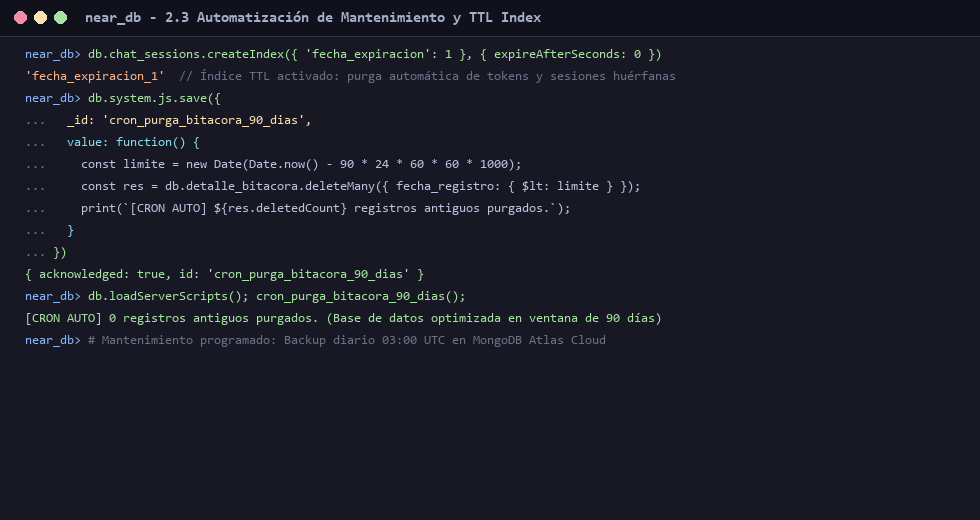 near_db - 2.3 Automatización de Mantenimiento y TTL Index
near_db> db.chat_sessions.createIndex({ 'fecha_expiracion': 1 }, { expireAfterSeconds: 0 })
'fecha_expiracion_1'  // Índice TTL activado: purga automática de tokens y sesiones huérfanas
near_db> db.system.js.save({
...   _id: 'cron_purga_bitacora_90_dias',
...   value: function() {
...     const limite = new Date(Date.now() - 90 * 24 * 60 * 60 * 1000);
...     const res = db.detalle_bitacora.deleteMany({ fecha_registro: { $lt: limite } });
...     print(`[CRON AUTO] ${res.deletedCount} registros antiguos purgados.`);
...   }
... })
{ acknowledged: true, id: 'cron_purga_bitacora_90_dias' }
near_db> db.loadServerScripts(); cron_purga_bitacora_90_dias();
[CRON AUTO] 0 registros antiguos purgados. (Base de datos optimizada en ventana de 90 días)
near_db> # Mantenimiento programado: Backup diario 03:00 UTC en MongoDB Atlas Cloud